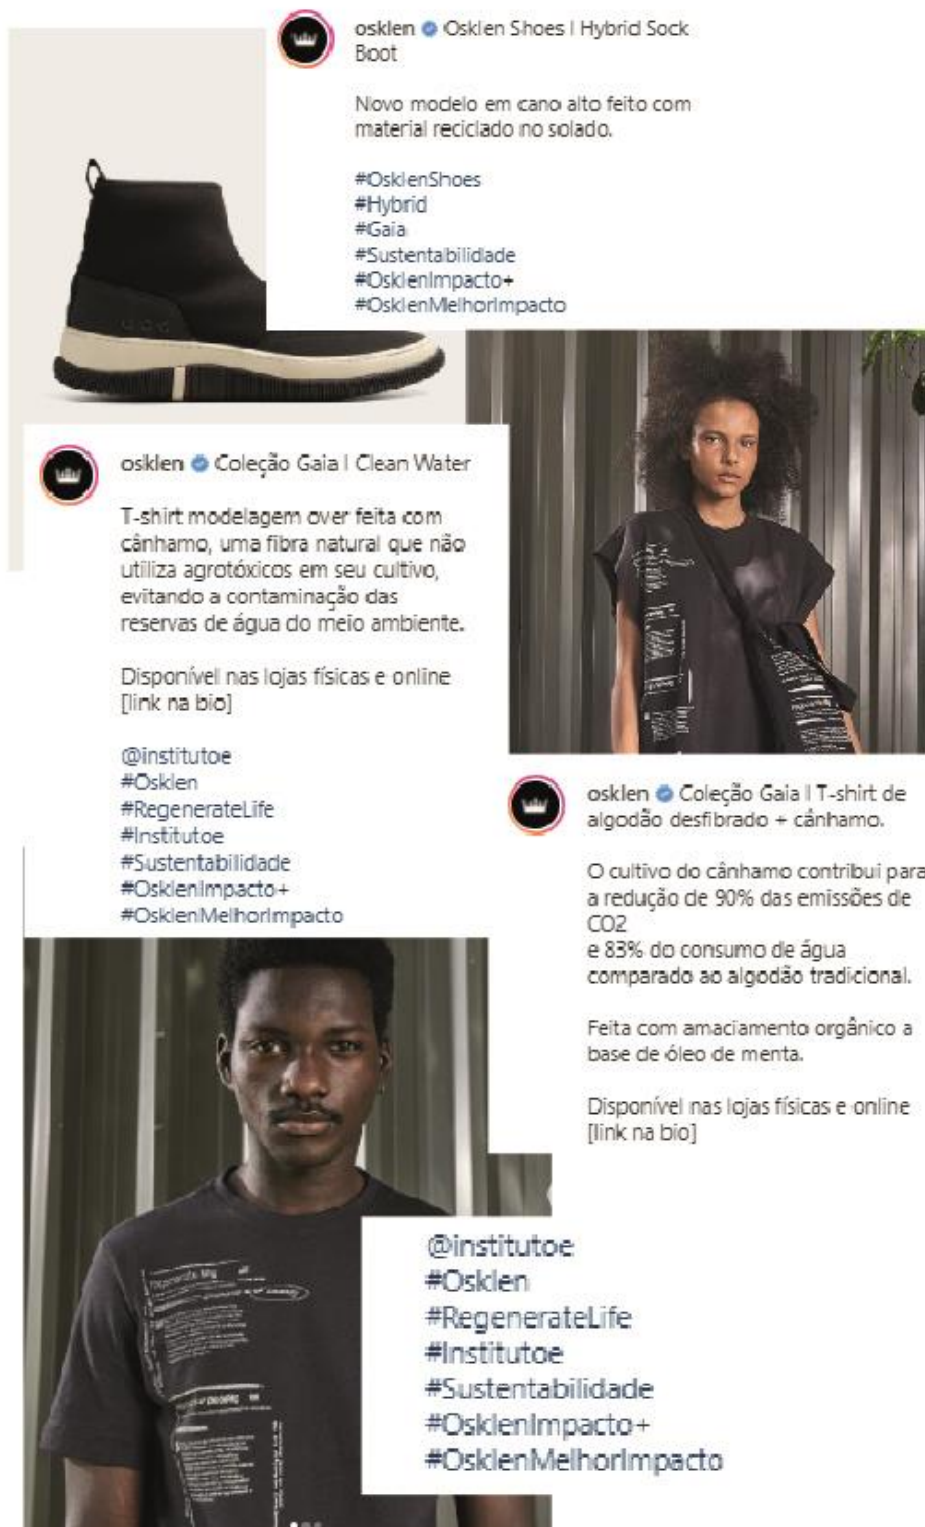 osklen Osklen Shoes | Hybrid Sock
Boot
Novo modelo em cano alto feito com
material reciclado no solado.
#OsklenShoes
#Hybrid
#Gaia
#Sustentabilidade
#OsklenImpacto+
#OsklenMelhorImpacto
osklen Coleção Gaia | Clean Water
T-shirt modelagem over feita com
cânhamo, uma fibra natural que não
utiliza agrotóxicos em seu cultivo,
evitando a contaminação das
reservas de água do meio ambiente.
Disponível nas lojas físicas e online
[link na bio]
@institutoe
#Osklen
#RegenerateLife
#Institutoe
#Sustentabilidade
#OsklenImpacto+
#OsklenMelhorImpacto
osklen Coleção Gaia | T-shirt de
algodão desfibrado + cânhamo.
O cultivo do cânhamo contribui para
a redução de 90% das emissões de
CO2
e 83% do consumo de água
comparado ao algodão tradicional.
Feita com amaciamento orgânico a
base de óleo de menta.
Disponível nas lojas físicas e online
[link na bio]
@institutoe
#Osklen
#RegenerateLife
#Institutoe
#Sustentabilidade
#OsklenImpacto+
#OsklenMelhorImpacto